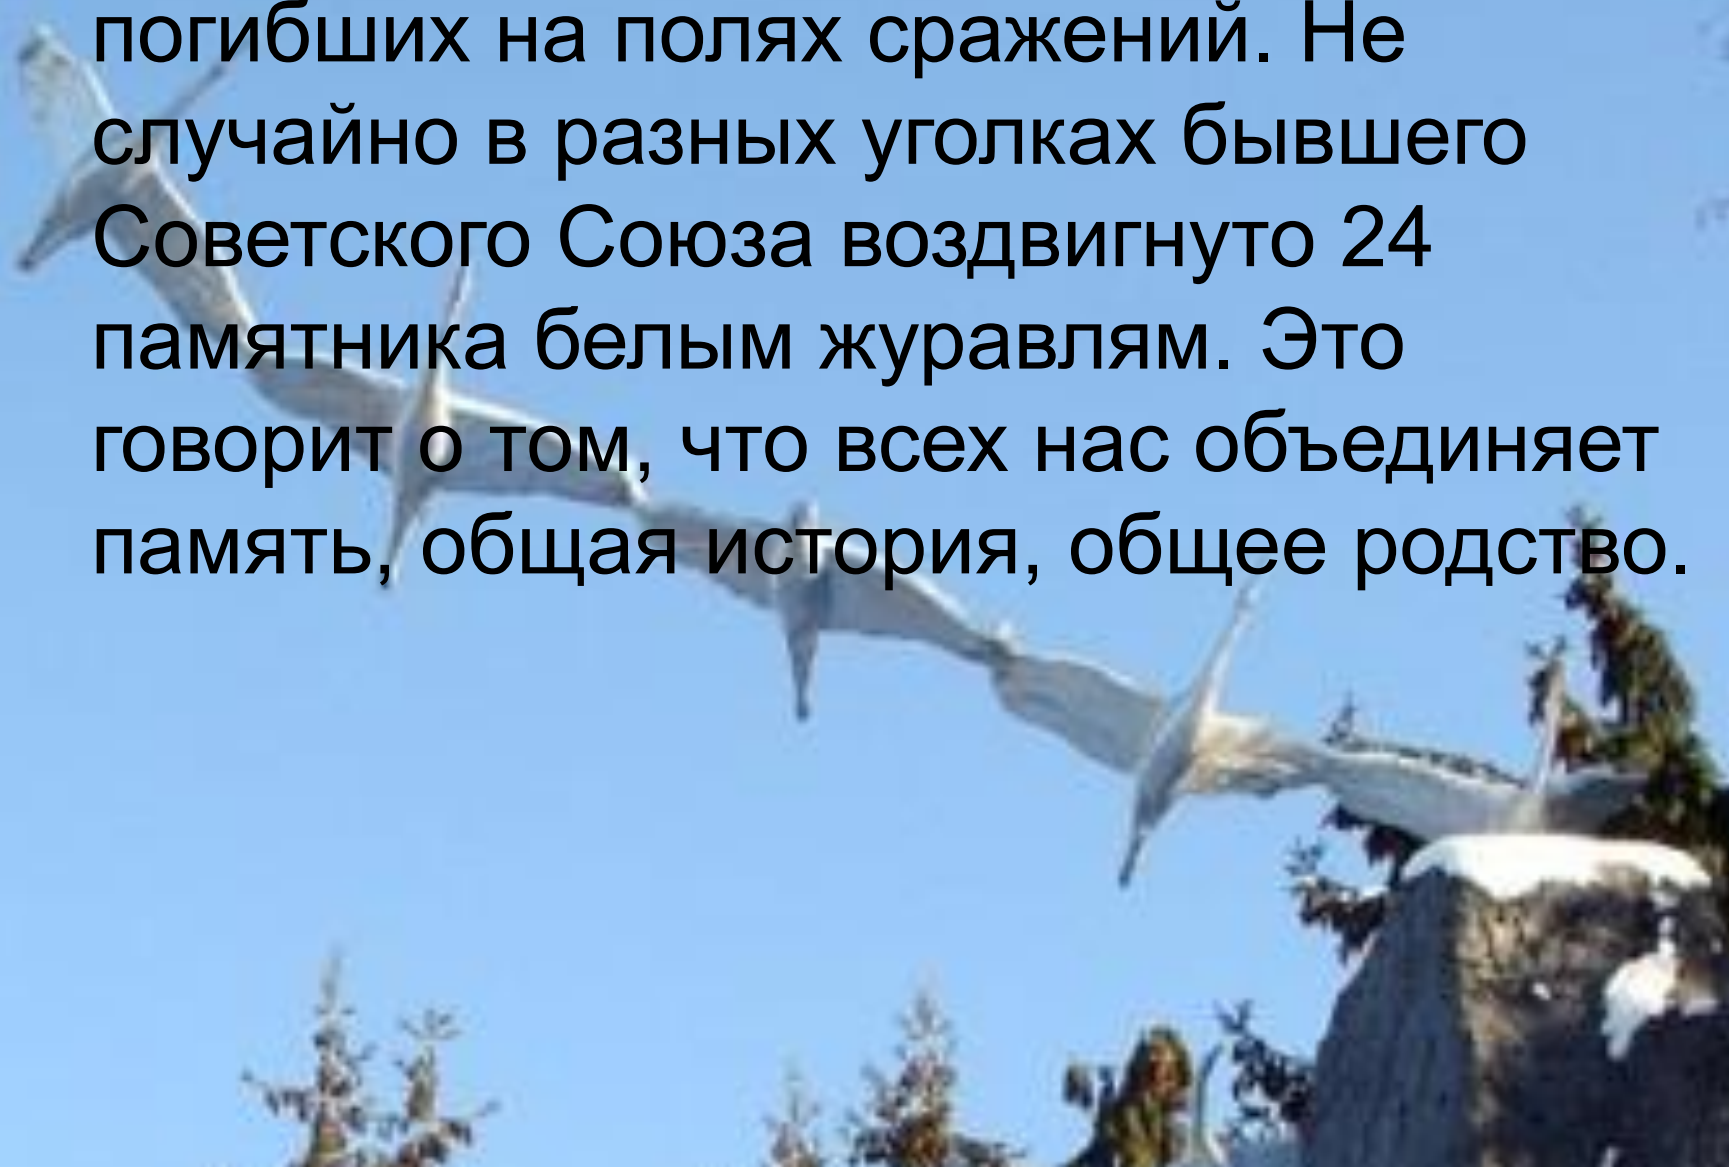 погибших на полях сражений. Не
случайно в разных уголках бывшего
Советского Союза воздвигнуто 24
памятника белым журавлям. Это
говорит о том, что всех нас объединяет
память, общая история, общее родство.